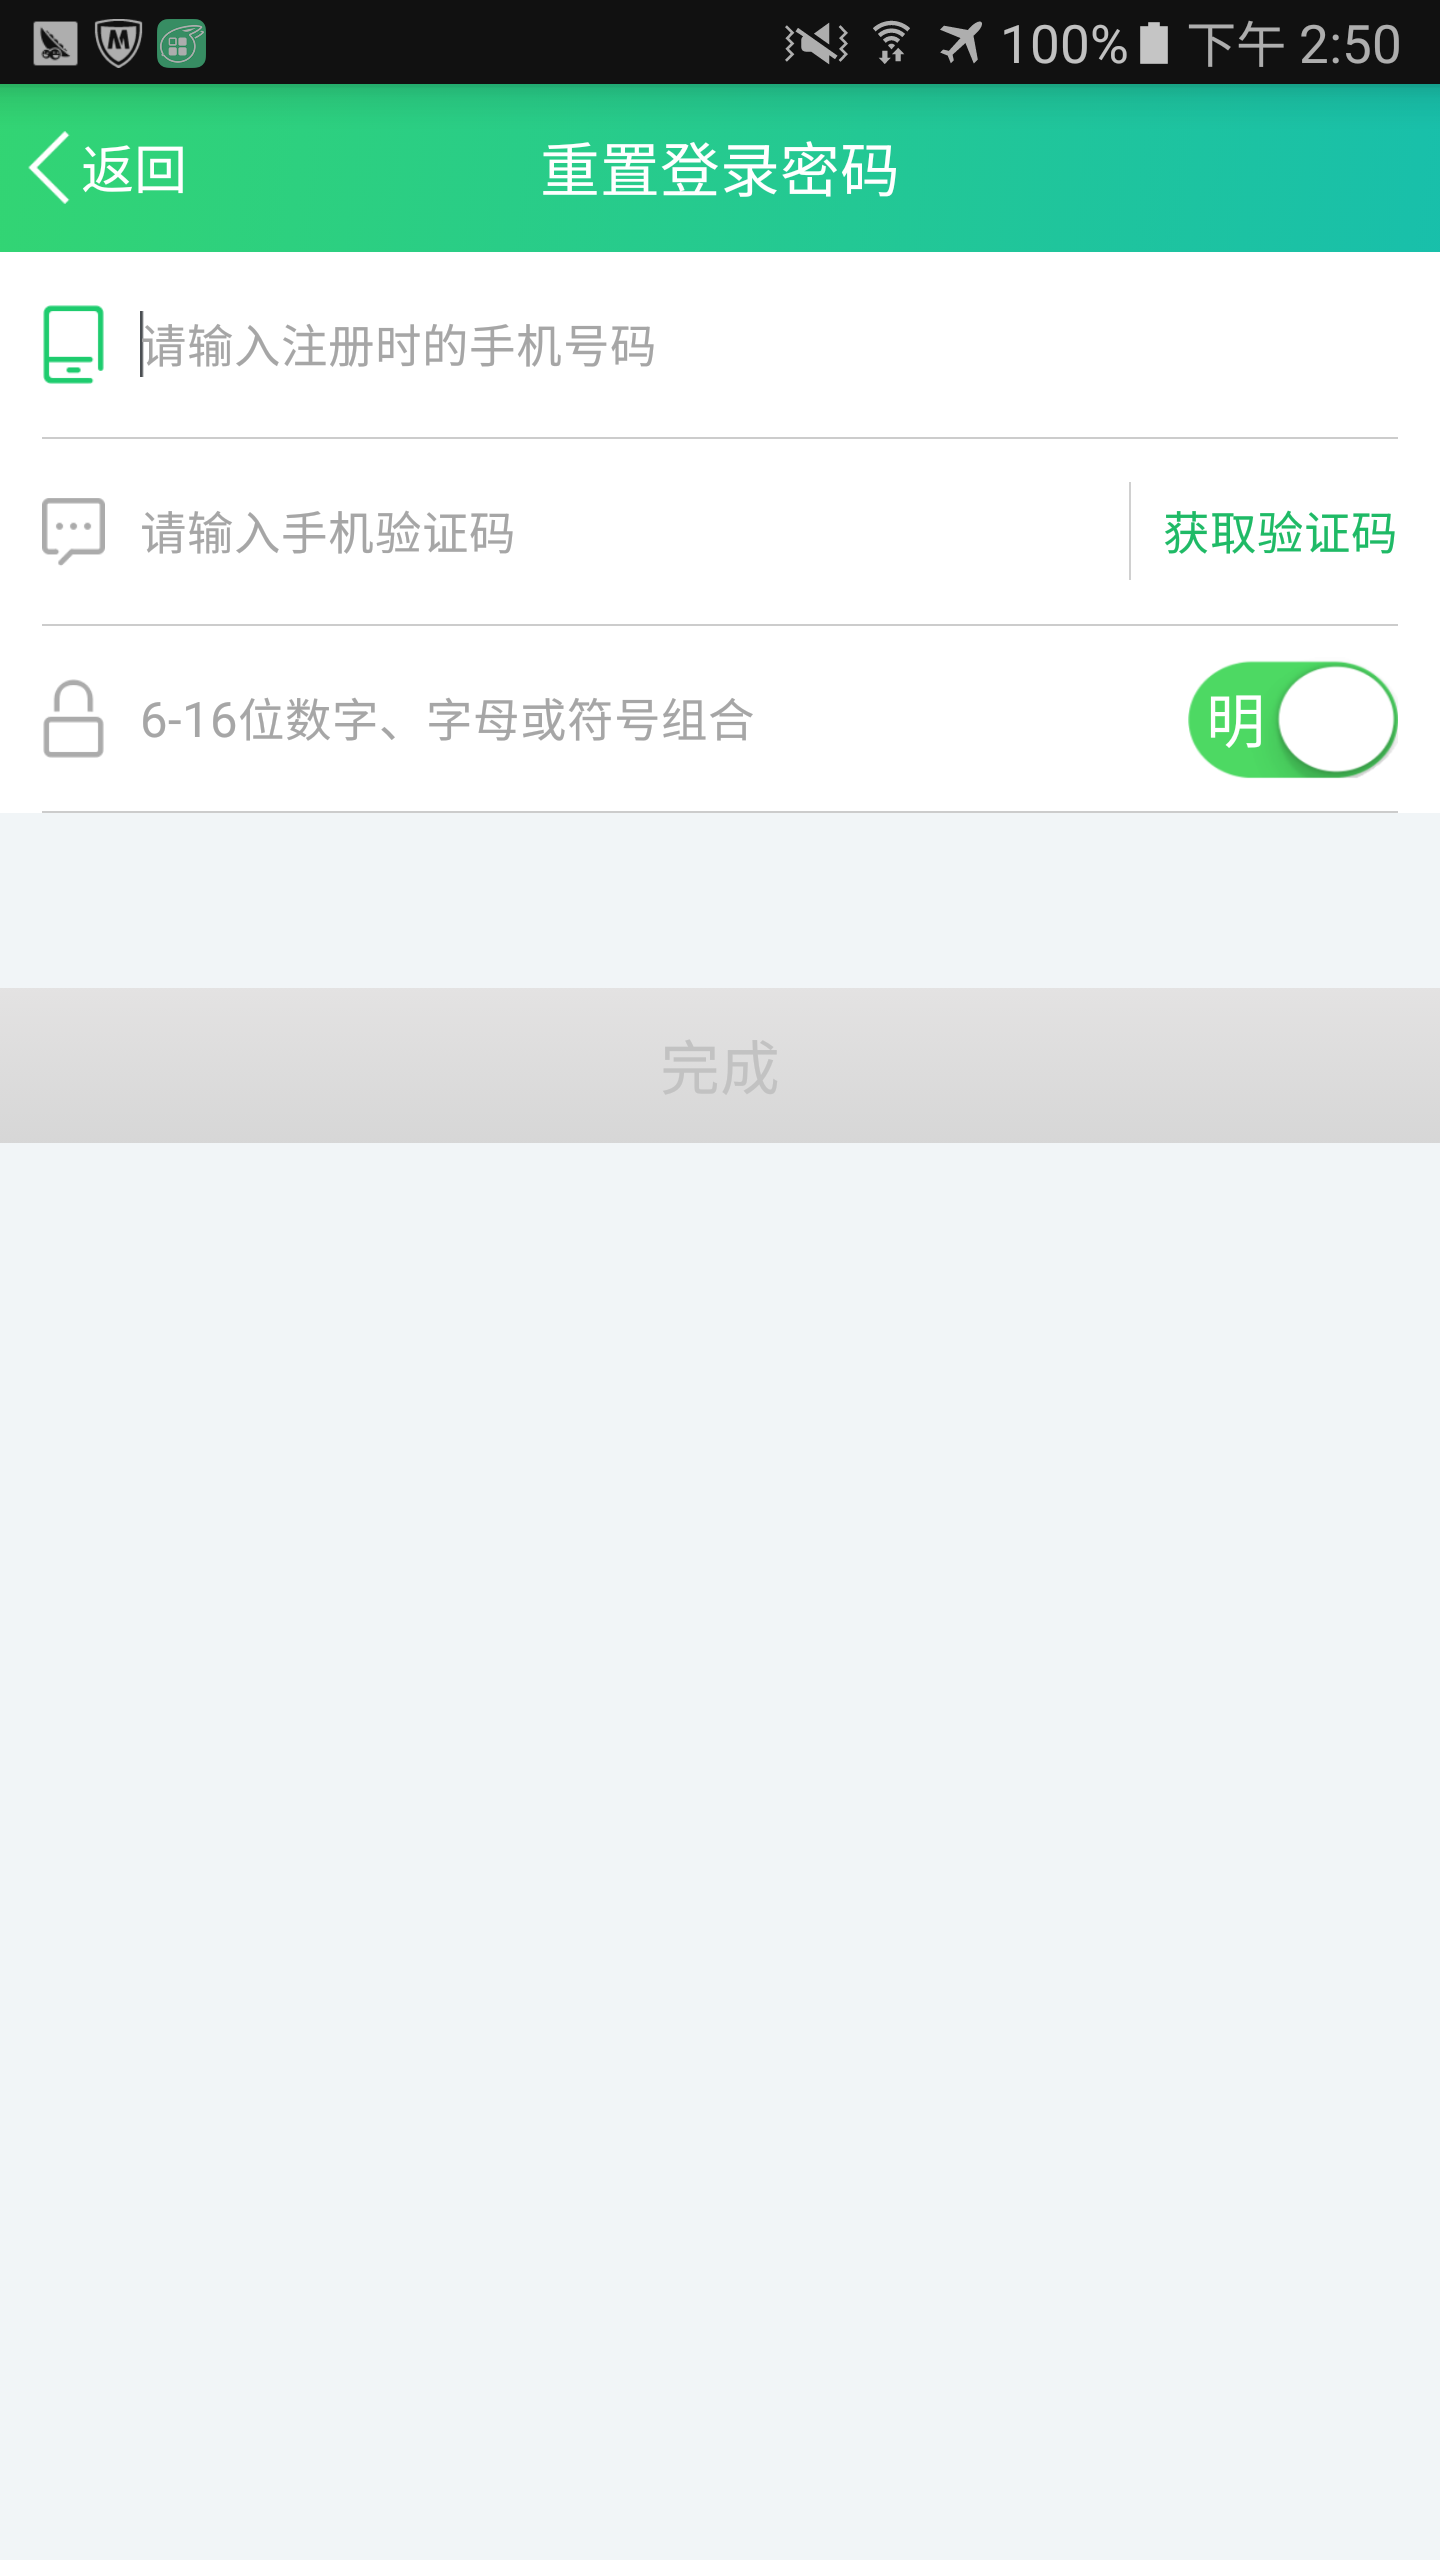 100% 下午 2:50
返回
重置登录密码
请输入注册时的手机号码
请输入手机验证码
获取验证码
6-16位数字、字母或符号组合
明
完成